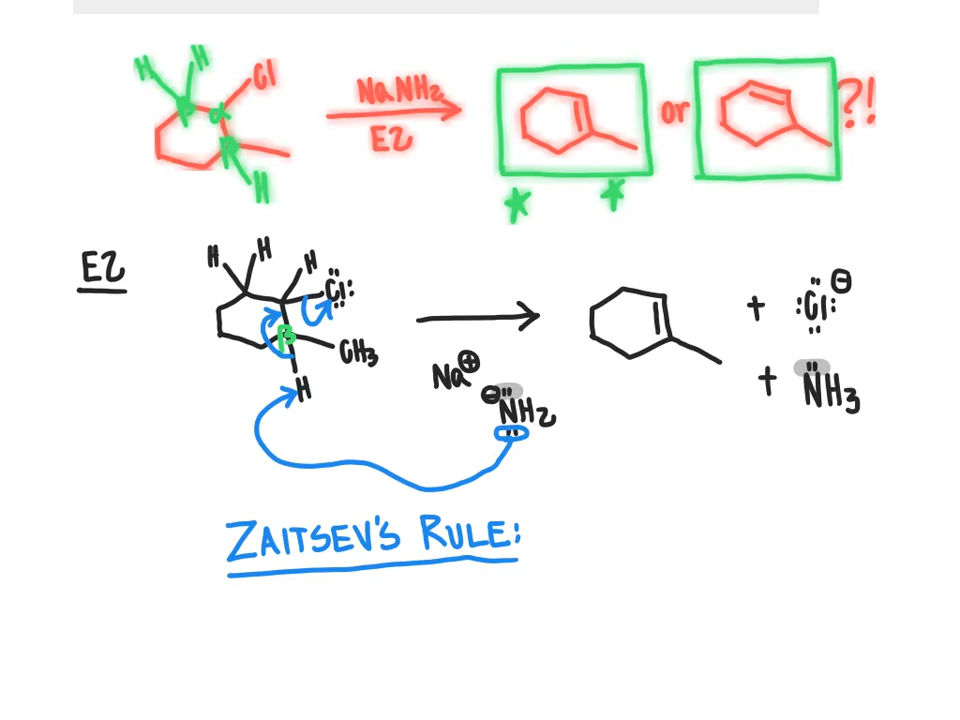 H H Cl
β α
β
H
NaNH2
E2
or
?!
E2
H H H Cl
β
CH3
H
Na⊕
⊖NH2
+ Cl⊖
+ NH3
ZAITSEV'S RULE: